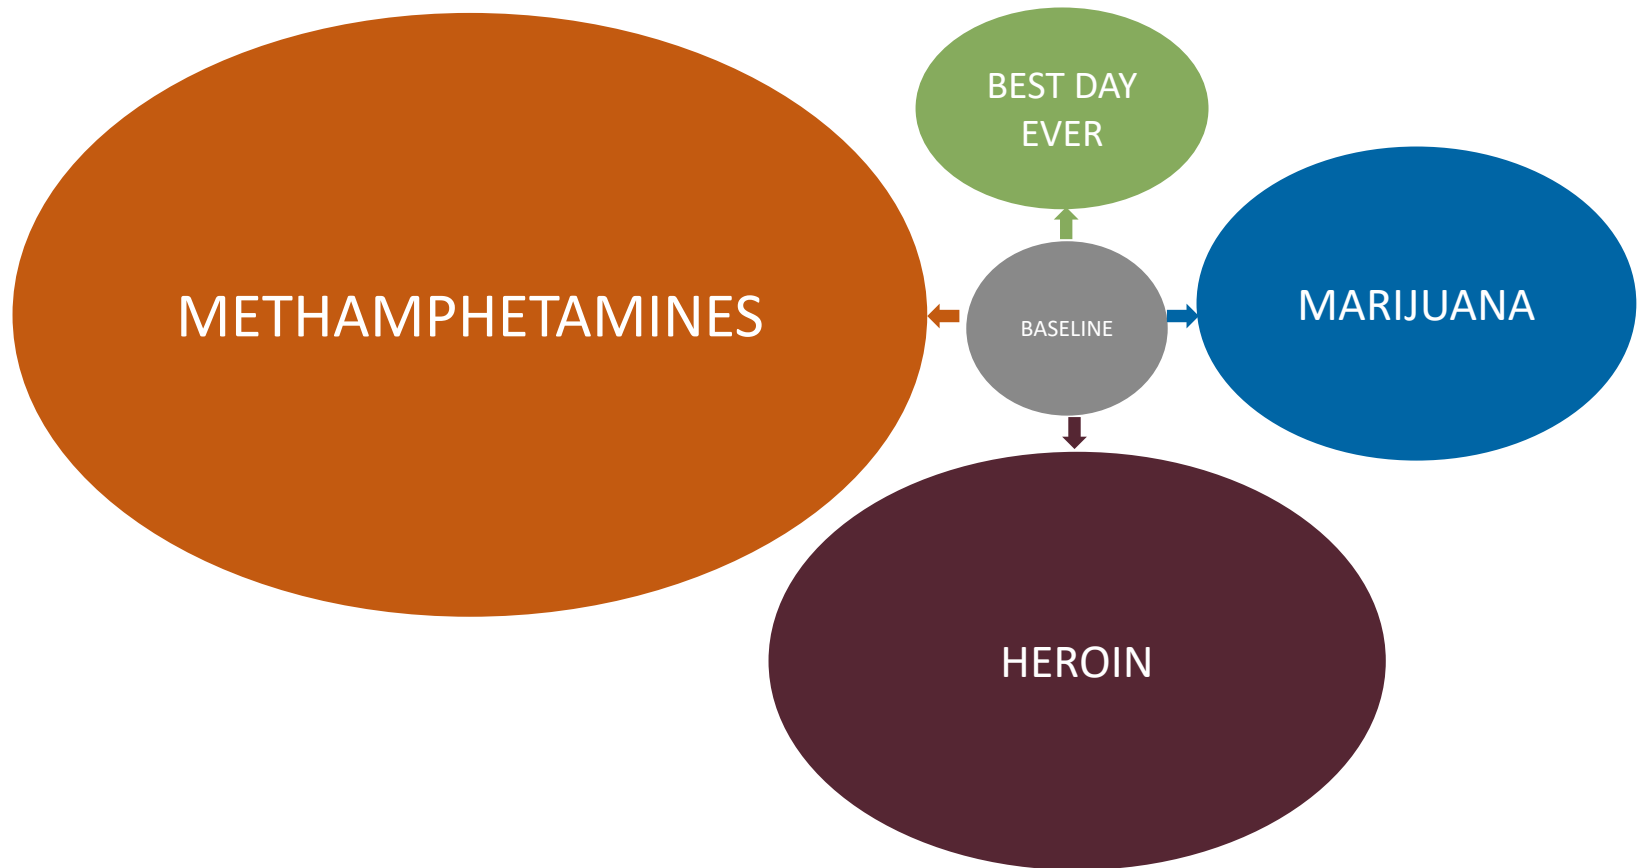 BEST DAY
EVER
METHAMPHETAMINES
BASELINE
MARIJUANA
HEROIN